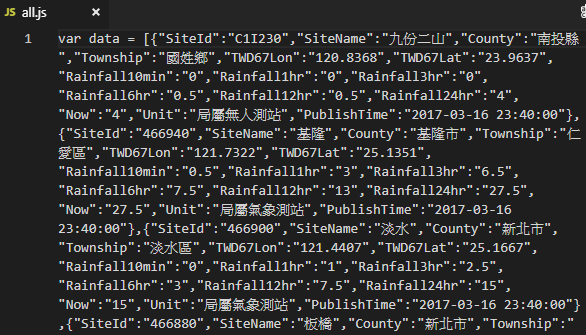 JS all.js ×
1 var data = [{"SiteId":"C1I230","SiteName":"九份二山","County":"南投縣
","Township":"國姓鄉","TWD67Lon":"120.8368","TWD67Lat":"23.9637",
"Rainfall10min":"0","Rainfall1hr":"0","Rainfall3hr":"0",
"Rainfall6hr":"0.5","Rainfall12hr":"0.5","Rainfall24hr":"4",
"Now":"4","Unit":"局屬無人測站","PublishTime":"2017-03-16 23:40:00"},
{"SiteId":"466940","SiteName":"基隆","County":"基隆市","Township":"仁
愛區","TWD67Lon":"121.7322","TWD67Lat":"25.1351",
"Rainfall10min":"0.5","Rainfall1hr":"3","Rainfall3hr":"6.5",
"Rainfall6hr":"7.5","Rainfall12hr":"13","Rainfall24hr":"27.5",
"Now":"27.5","Unit":"局屬氣象測站","PublishTime":"2017-03-16
23:40:00"},{"SiteId":"466900","SiteName":"淡水","County":"新北市",
"Township":"淡水區","TWD67Lon":"121.4407","TWD67Lat":"25.1667",
"Rainfall10min":"0","Rainfall1hr":"1","Rainfall3hr":"2.5",
"Rainfall6hr":"3","Rainfall12hr":"7.5","Rainfall24hr":"15",
"Now":"15","Unit":"局屬氣象測站","PublishTime":"2017-03-16 23:40:00"}
,{"SiteId":"466880","SiteName":"板橋","County":"新北市","Township":"